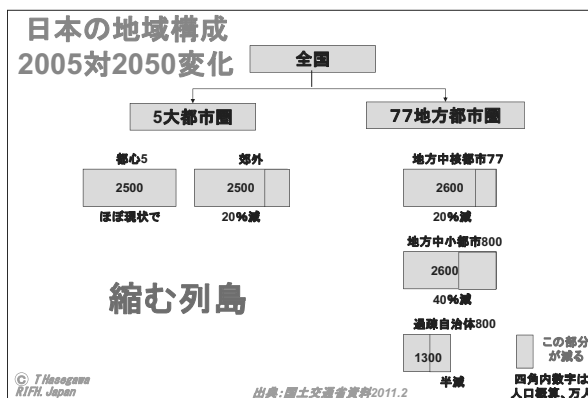 日本の地域構成
2005対2050変化
全国
5大都市圏
77地方都市圏
都心5
郊外
2500
2500
ほぼ現状で
20%減
地方中核都市77
2600
20%減
地方中小都市800
2600
40%減
過疎自治体800
1300
半減
縮む列島
この部分
が減る
四角内数字は
人口概算、万人
© T Hasegawa
RIFH. Japan
出典:国土交通省資料2011.2